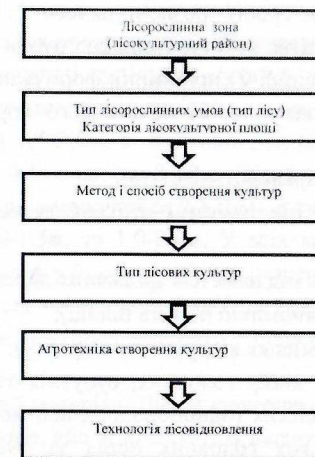 Лісорослинна зона
(лісокультурний район)
Тип лісорослинних умов (тип лісу)
Категорія лісокультурної площі
Метод і спосіб створення культур
Тип лісових культур
Агротехніка створення культур
Технологія лісовідновлення